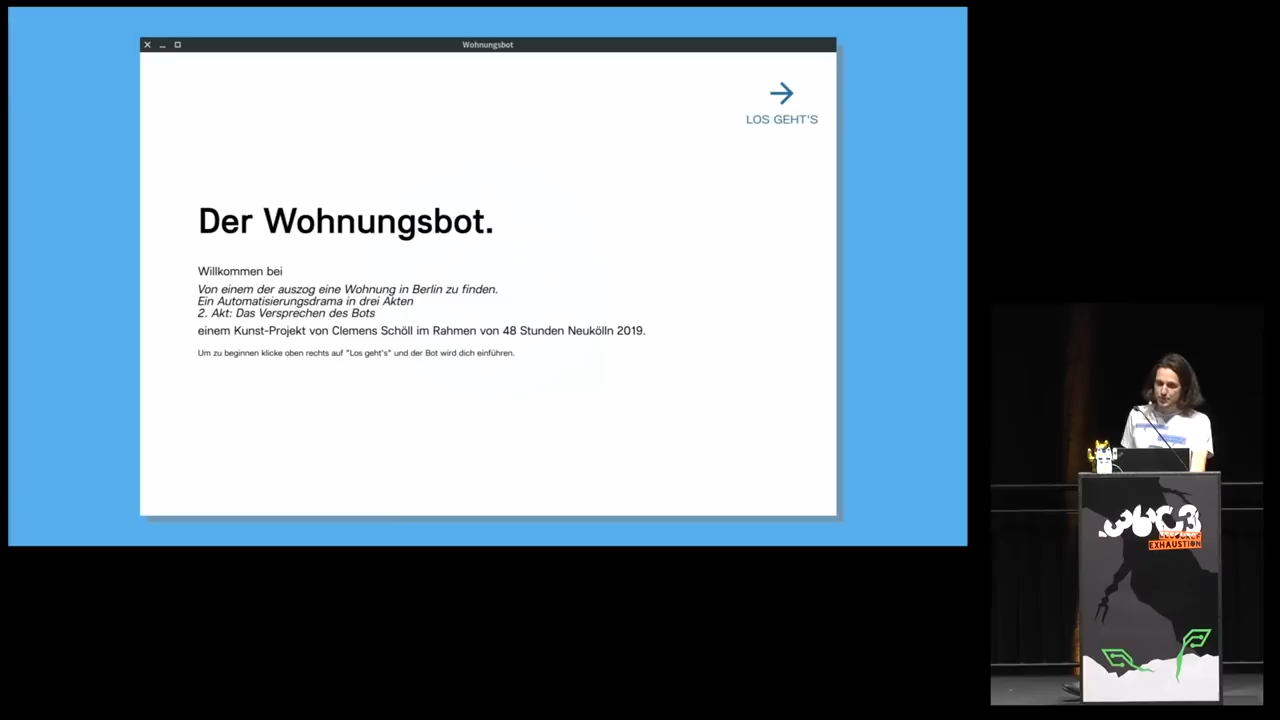 Wohnungsbot
LOS GEHT'S
Der Wohnungsbot.
Willkommen bei
Von einem der auszog eine Wohnung in Berlin zu finden.
Ein Automatisierungsdrama in drei Akten
2. Akt: Das Versprechen des Bots
einem Kunst-Projekt von Clemens Schöll im Rahmen von 48 Stunden Neukölln 2019.
Um zu beginnen klicke oben rechts auf "Los geht's" und der Bot wird dich einführen.
36C3
RESOURCE
EXHAUSTION